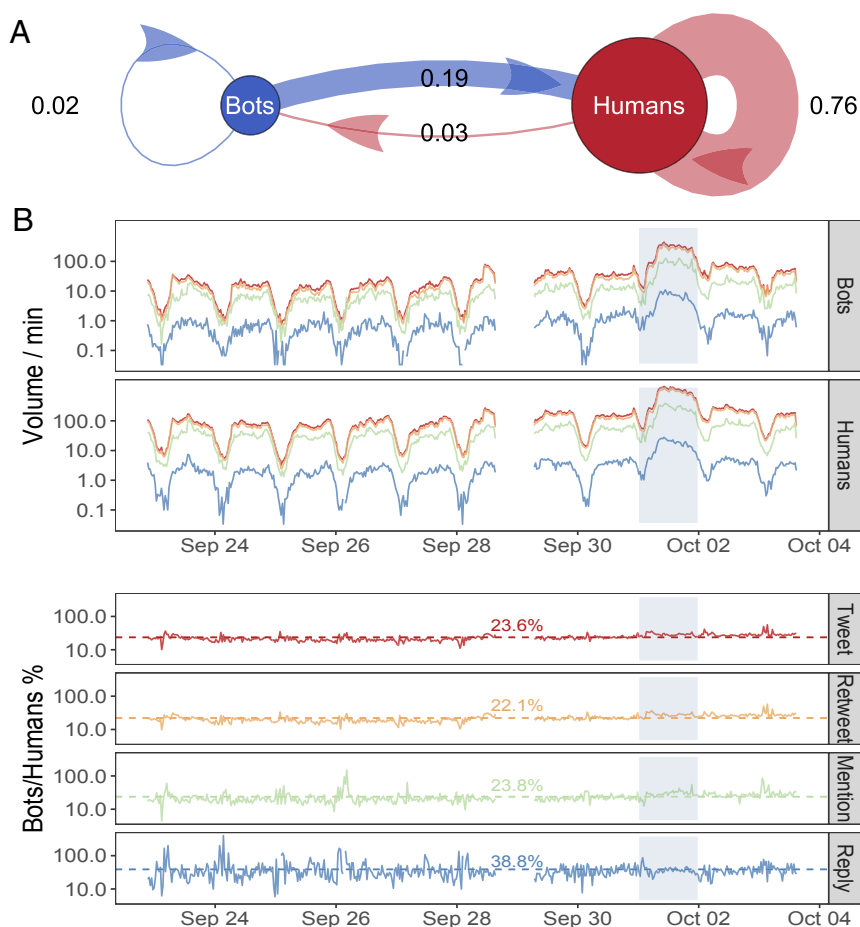 A
0.02
Bots
0.19
0.03
Humans
0.76
B
Volume / min
100.0
10.0
1.0
0.1
Bots
100.0
10.0
1.0
0.1
Humans
Sep 24 Sep 26 Sep 28 Sep 30 Oct 02 Oct 04
Bots/Humans %
100.0
10.0
23.6%
Tweet
100.0
10.0
22.1%
Retweet
100.0
10.0
23.8%
Mention
100.0
10.0
38.8%
Reply
Sep 24 Sep 26 Sep 28 Sep 30 Oct 02 Oct 04